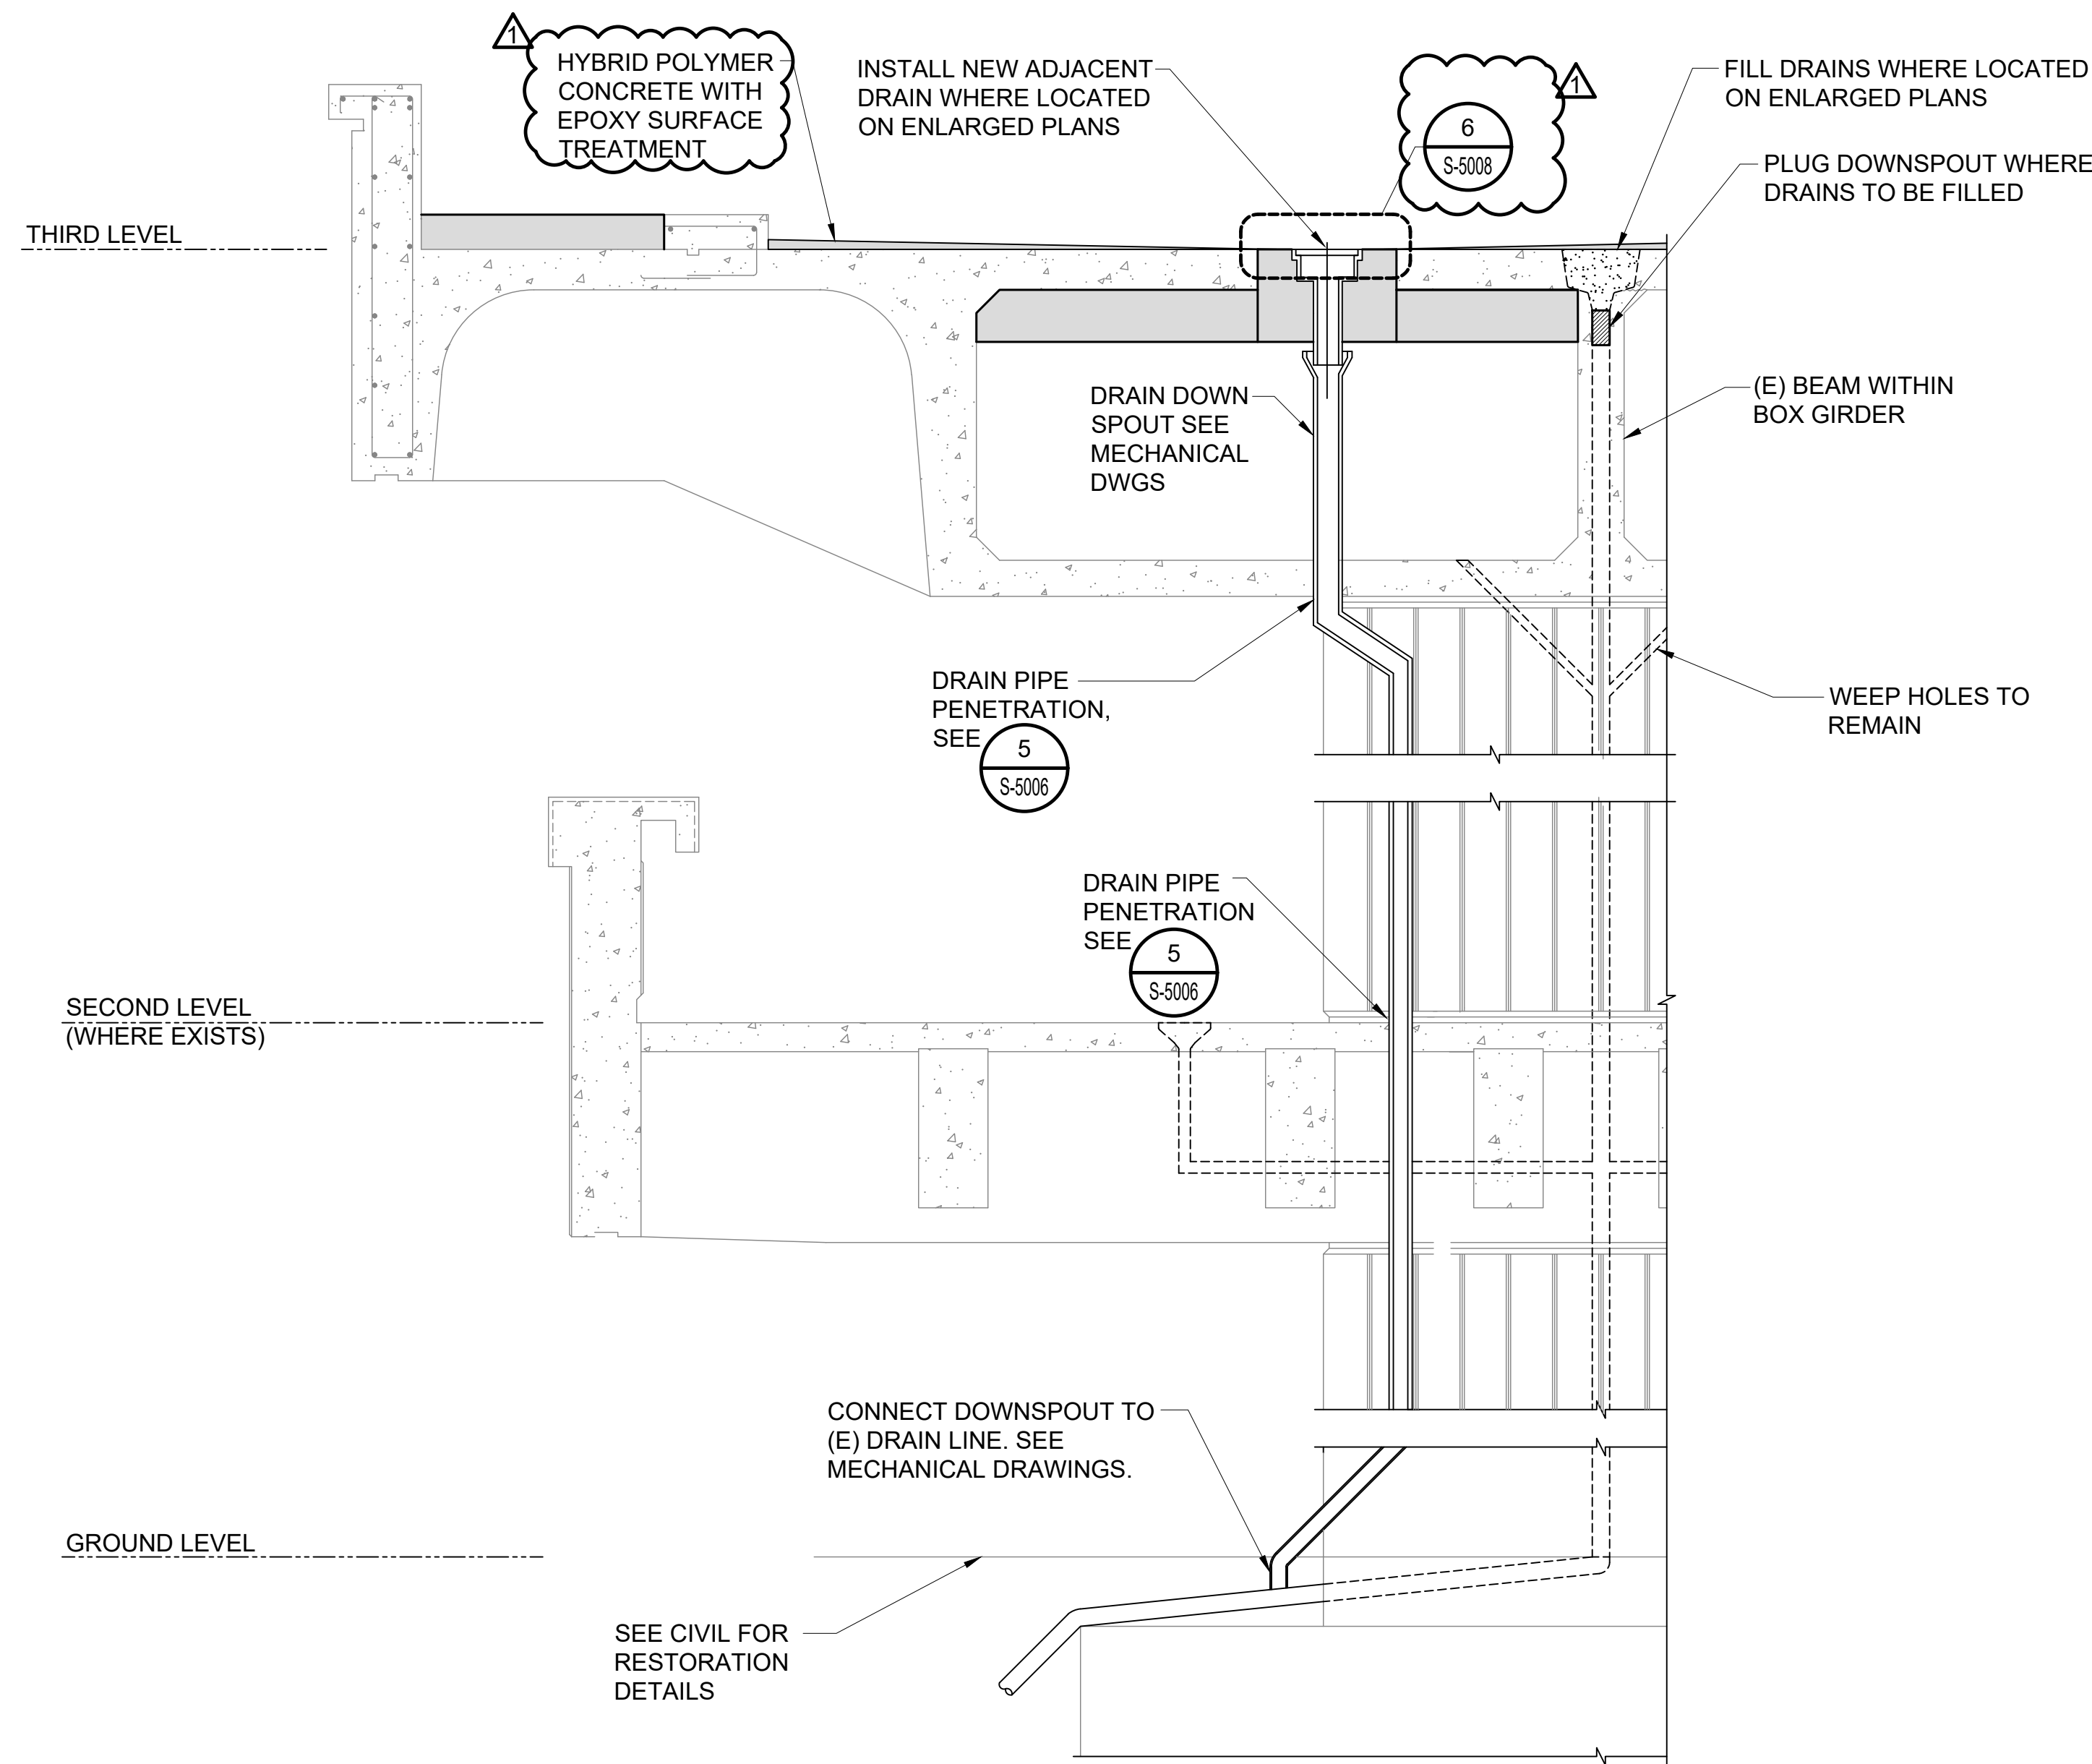 1
HYBRID POLYMER
CONCRETE WITH
EPOXY SURFACE
TREATMENT
INSTALL NEW ADJACENT
DRAIN WHERE LOCATED
ON ENLARGED PLANS
1
6
S-5008
FILL DRAINS WHERE LOCATED
ON ENLARGED PLANS
PLUG DOWNSPOUT WHERE
DRAINS TO BE FILLED
THIRD LEVEL
DRAIN DOWN
SPOUT SEE
MECHANICAL
DWGS
(E) BEAM WITHIN
BOX GIRDER
DRAIN PIPE
PENETRATION,
SEE
5
S-5006
WEEP HOLES TO
REMAIN
DRAIN PIPE
PENETRATION
SEE
5
S-5006
SECOND LEVEL
(WHERE EXISTS)
CONNECT DOWNSPOUT TO
(E) DRAIN LINE. SEE
MECHANICAL DRAWINGS.
GROUND LEVEL
SEE CIVIL FOR
RESTORATION
DETAILS